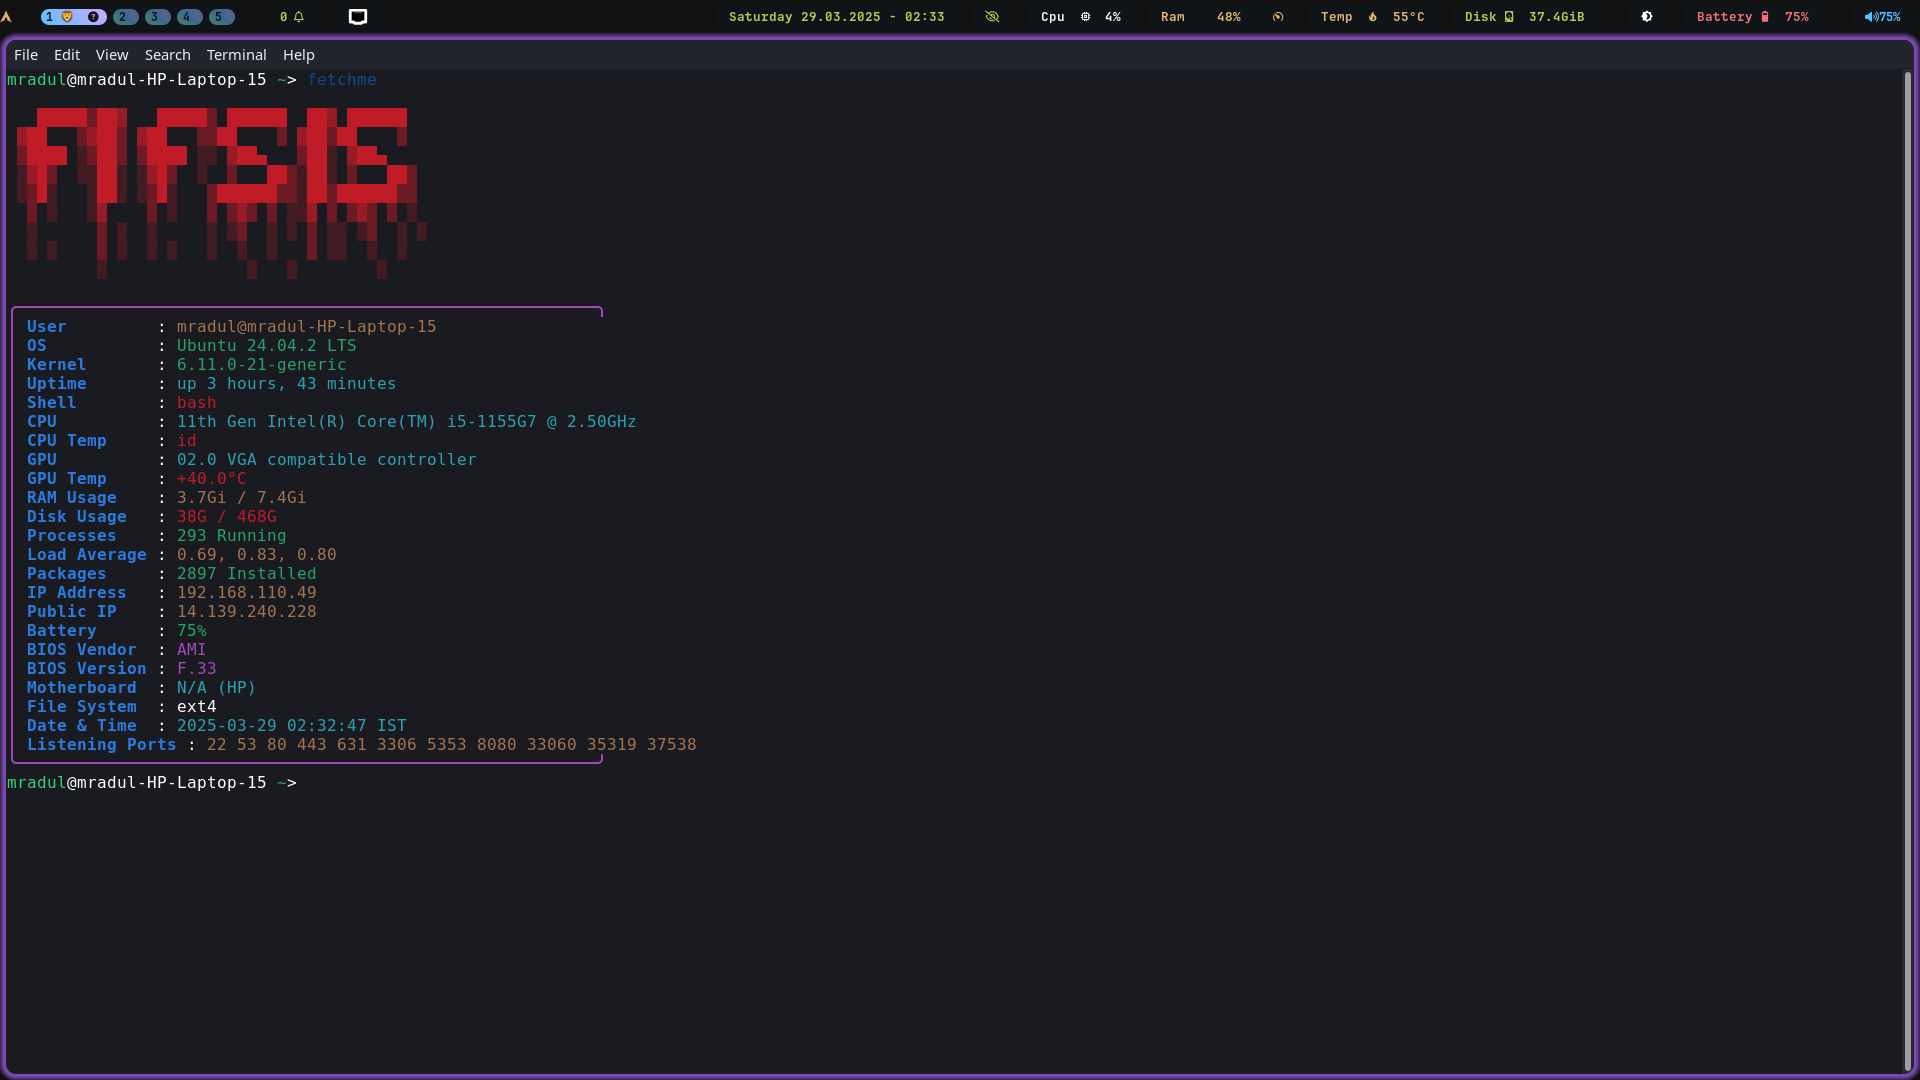 1 2 3 4 5 0 Saturday 29.03.2025 - 02:33 Cpu 4% Ram 48% Temp 55°C Disk 37.4GiB Battery 75% 75%
File Edit View Search Terminal Help
mradul@mradul-HP-Laptop-15 ~> fetchme
User : mradul@mradul-HP-Laptop-15
OS : Ubuntu 24.04.2 LTS
Kernel : 6.11.0-21-generic
Uptime : up 3 hours, 43 minutes
Shell : bash
CPU : 11th Gen Intel(R) Core(TM) i5-1155G7 @ 2.50GHz
CPU Temp : id
GPU : 02.0 VGA compatible controller
GPU Temp : +40.0°C
RAM Usage : 3.7Gi / 7.4Gi
Disk Usage : 38G / 468G
Processes : 293 Running
Load Average : 0.69, 0.83, 0.80
Packages : 2897 Installed
IP Address : 192.168.110.49
Public IP : 14.139.240.228
Battery : 75%
BIOS Vendor : AMI
BIOS Version : F.33
Motherboard : N/A (HP)
File System : ext4
Date & Time : 2025-03-29 02:32:47 IST
Listening Ports : 22 53 80 443 631 3306 5353 8080 33060 35319 37538
mradul@mradul-HP-Laptop-15 ~>